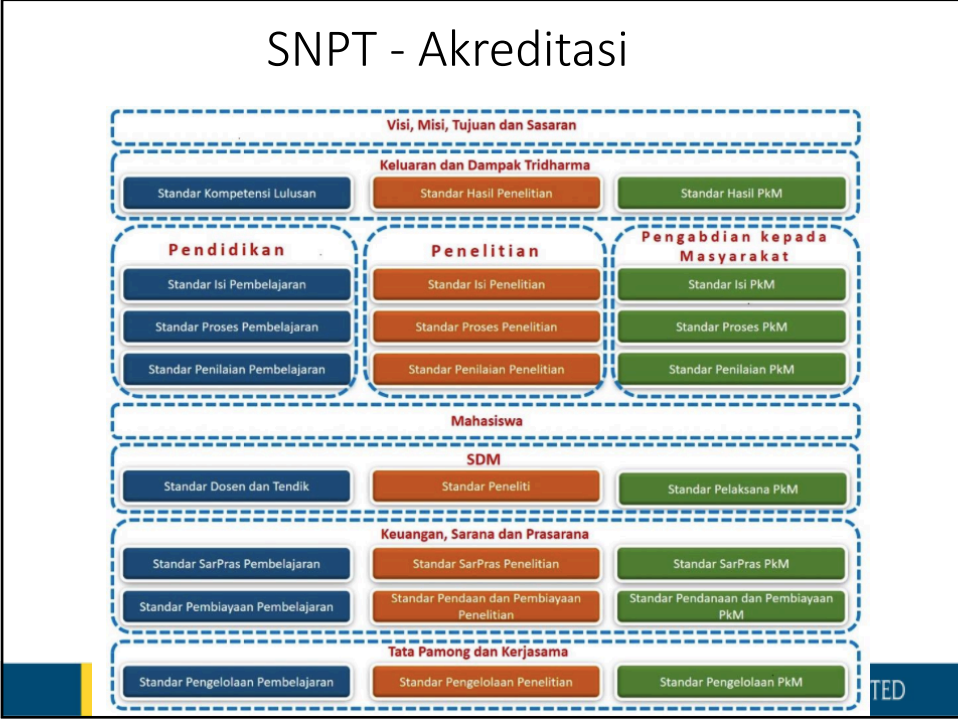 SNPT - Akreditasi
Visi, Misi, Tujuan dan Sasaran
Keluaran dan Dampak Tridharma
Standar Kompetensi Lulusan
Standar Hasil Penelitian
Standar Hasil PkM
Pendidikan
Standar Isi Pembelajaran
Standar Proses Pembelajaran
Standar Penilaian Pembelajaran
Penelitian
Standar Isi Penelitian
Standar Proses Penelitian
Standar Penilaian Penelitian
Pengabdian kepada
Masyarakat
Standar Isi PkM
Standar Proses PkM
Standar Penilaian PkM
Mahasiswa
SDM
Standar Dosen dan Tendik
Standar Peneliti
Standar Pelaksana PkM
Keuangan, Sarana dan Prasarana
Standar SarPras Pembelajaran
Standar SarPras Penelitian
Standar SarPras PkM
Standar Pembiayaan Pembelajaran
Standar Pendaan dan Pembiayaan
Penelitian
Standar Pendanaan dan Pembiayaan
PkM
Tata Pamong dan Kerjasama
Standar Pengelolaan Pembelajaran
Standar Pengelolaan Penelitian
Standar Pengelolaan PkM
TED